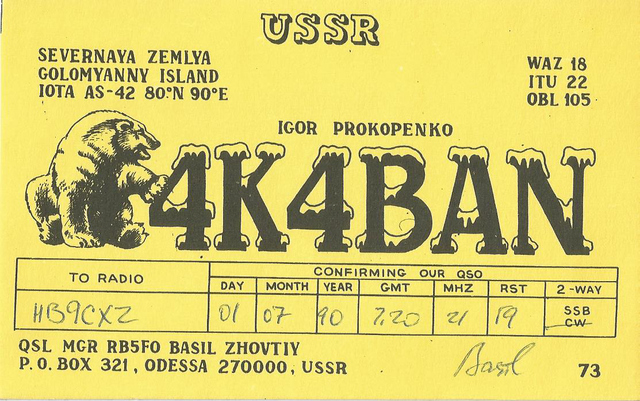 USSR
SEVERNAYA ZEMLYA
GOLOMYANNY ISLAND
IOTA AS-42 80°N 90°E
WAZ 18
ITU 22
OBL 105
IGOR PROKOPENKO
4K4BAN
TO RADIO
CONFIRMING OUR QSO
DAY MONTH YEAR GMT MHZ RST 2-WAY
HB9CXZ 01 07 90 7.20 21 59 SSB
CW
QSL MGR RB5FO BASIL ZHOVTIY
P.O. BOX 321, ODESSA 270000, USSR
Basil
73